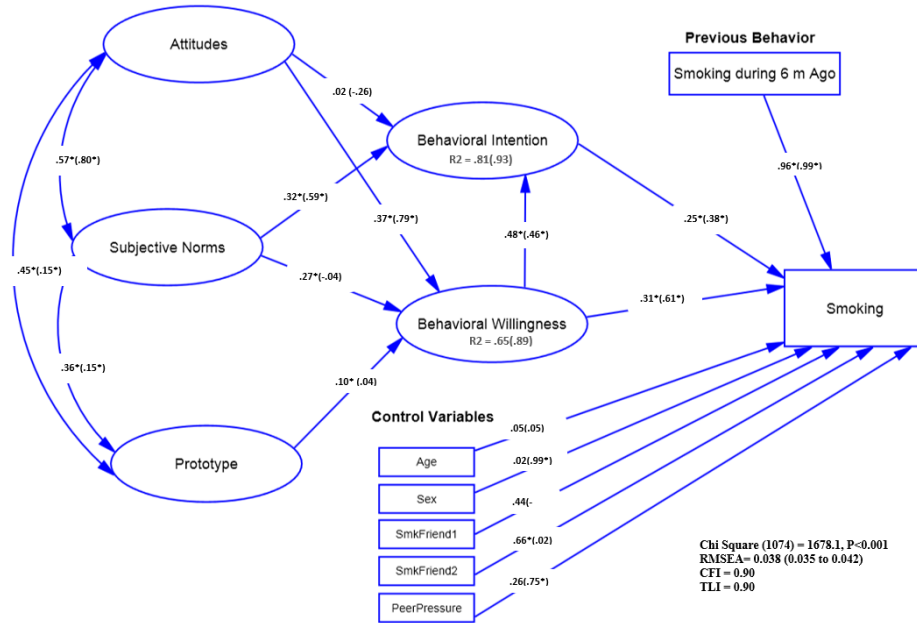 Attitudes
Previous Behavior
Smoking during 6 m Ago
.02 (-.26)
Behavioral Intention
R2 = .81(.93)
.57*(.80*)
.96*(.99*)
.32*(.59*)
.37*(.79*)
.48*(.46*)
.25*(.38*)
Subjective Norms
.45*(.15*)
.27*(-.04)
.31*(.61*)
Smoking
Behavioral Willingness
R2 = .65(.89)
.36*(.15*)
.10* (.04)
Control Variables
Prototype
.05(.05)
Age
.02(.99*)
Sex
.44(-
SmkFriend1
.66*(.02)
SmkFriend2
.26(.75*)
PeerPressure
Chi Square (1074) = 1678.1, P<0.001
RMSEA= 0.038 (0.035 to 0.042)
CFI = 0.90
TLI = 0.90